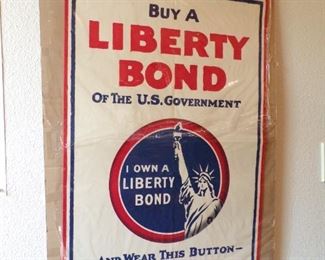 BUY A
LIBERTY
BOND
OF THE U.S. GOVERNMENT
I OWN A
LIBERTY
BOND
AND WEAR THIS BUTTON—